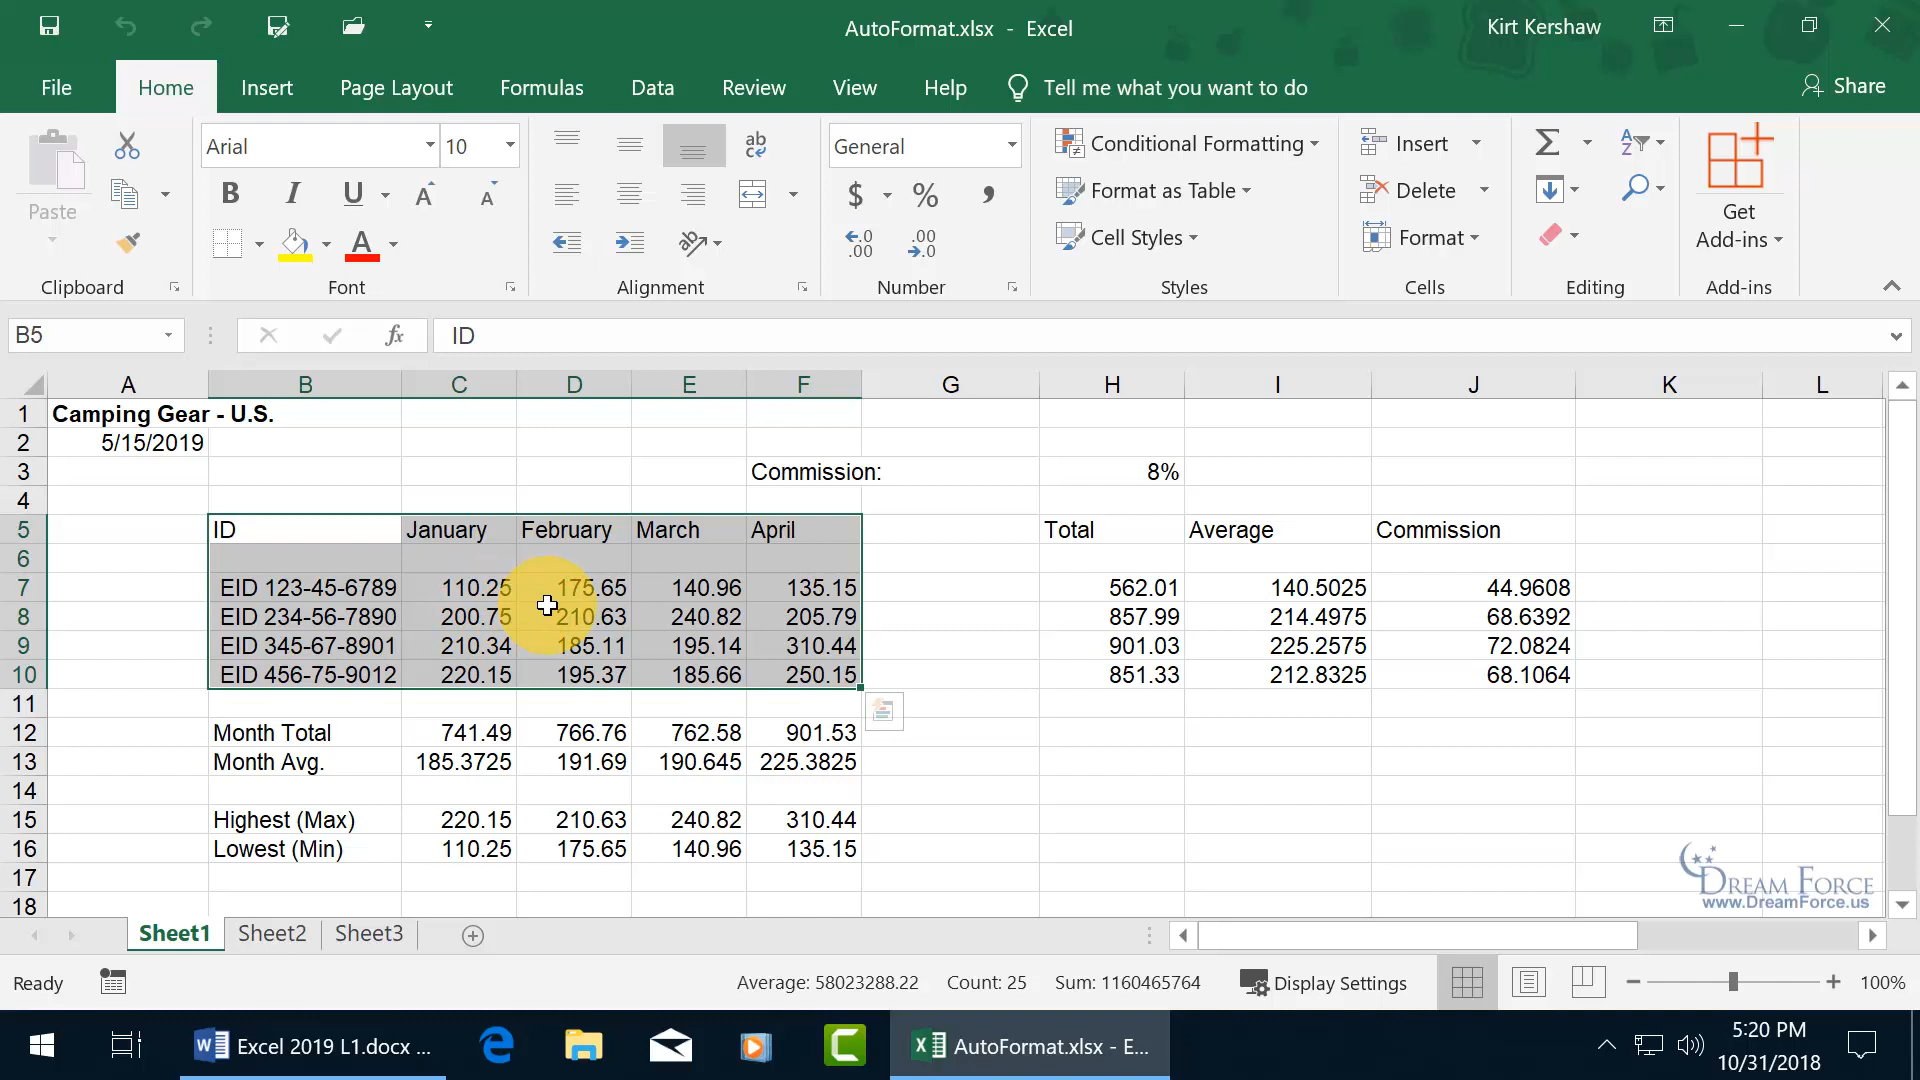 AutoFormat.xlsx - Excel
Kirt Kershaw
File Home Insert Page Layout Formulas Data Review View Help Tell me what you want to do Share
Paste
Clipboard
Arial 10
B I U A A
A
Font
ab
c
Alignment
General
$ % ,
.0 .00
.00 .0
Number
Conditional Formatting
Format as Table
Cell Styles
Styles
Insert
Delete
Format
Cells
Σ A
Z
Editing
Get
Add-ins
Add-ins
B5 fx ID
A B C D E F G H I J K L
1 Camping Gear - U.S.
2 5/15/2019
3 Commission: 8%
4
5 ID January February March April Total Average Commission
6
7 EID 123-45-6789 110.25 175.65 140.96 135.15 562.01 140.5025 44.9608
8 EID 234-56-7890 200.75 210.63 240.82 205.79 857.99 214.4975 68.6392
9 EID 345-67-8901 210.34 185.11 195.14 310.44 901.03 225.2575 72.0824
10 EID 456-75-9012 220.15 195.37 185.66 250.15 851.33 212.8325 68.1064
11
12 Month Total 741.49 766.76 762.58 901.53
13 Month Avg. 185.3725 191.69 190.645 225.3825
14
15 Highest (Max) 220.15 210.63 240.82 310.44
16 Lowest (Min) 110.25 175.65 140.96 135.15
17
18
DREAM FORCE
www.DreamForce.us
Sheet1 Sheet2 Sheet3
Ready Average: 58023288.22 Count: 25 Sum: 1160465764 Display Settings 100%
Excel 2019 L1.docx ...
AutoFormat.xlsx - E...
5:20 PM
10/31/2018